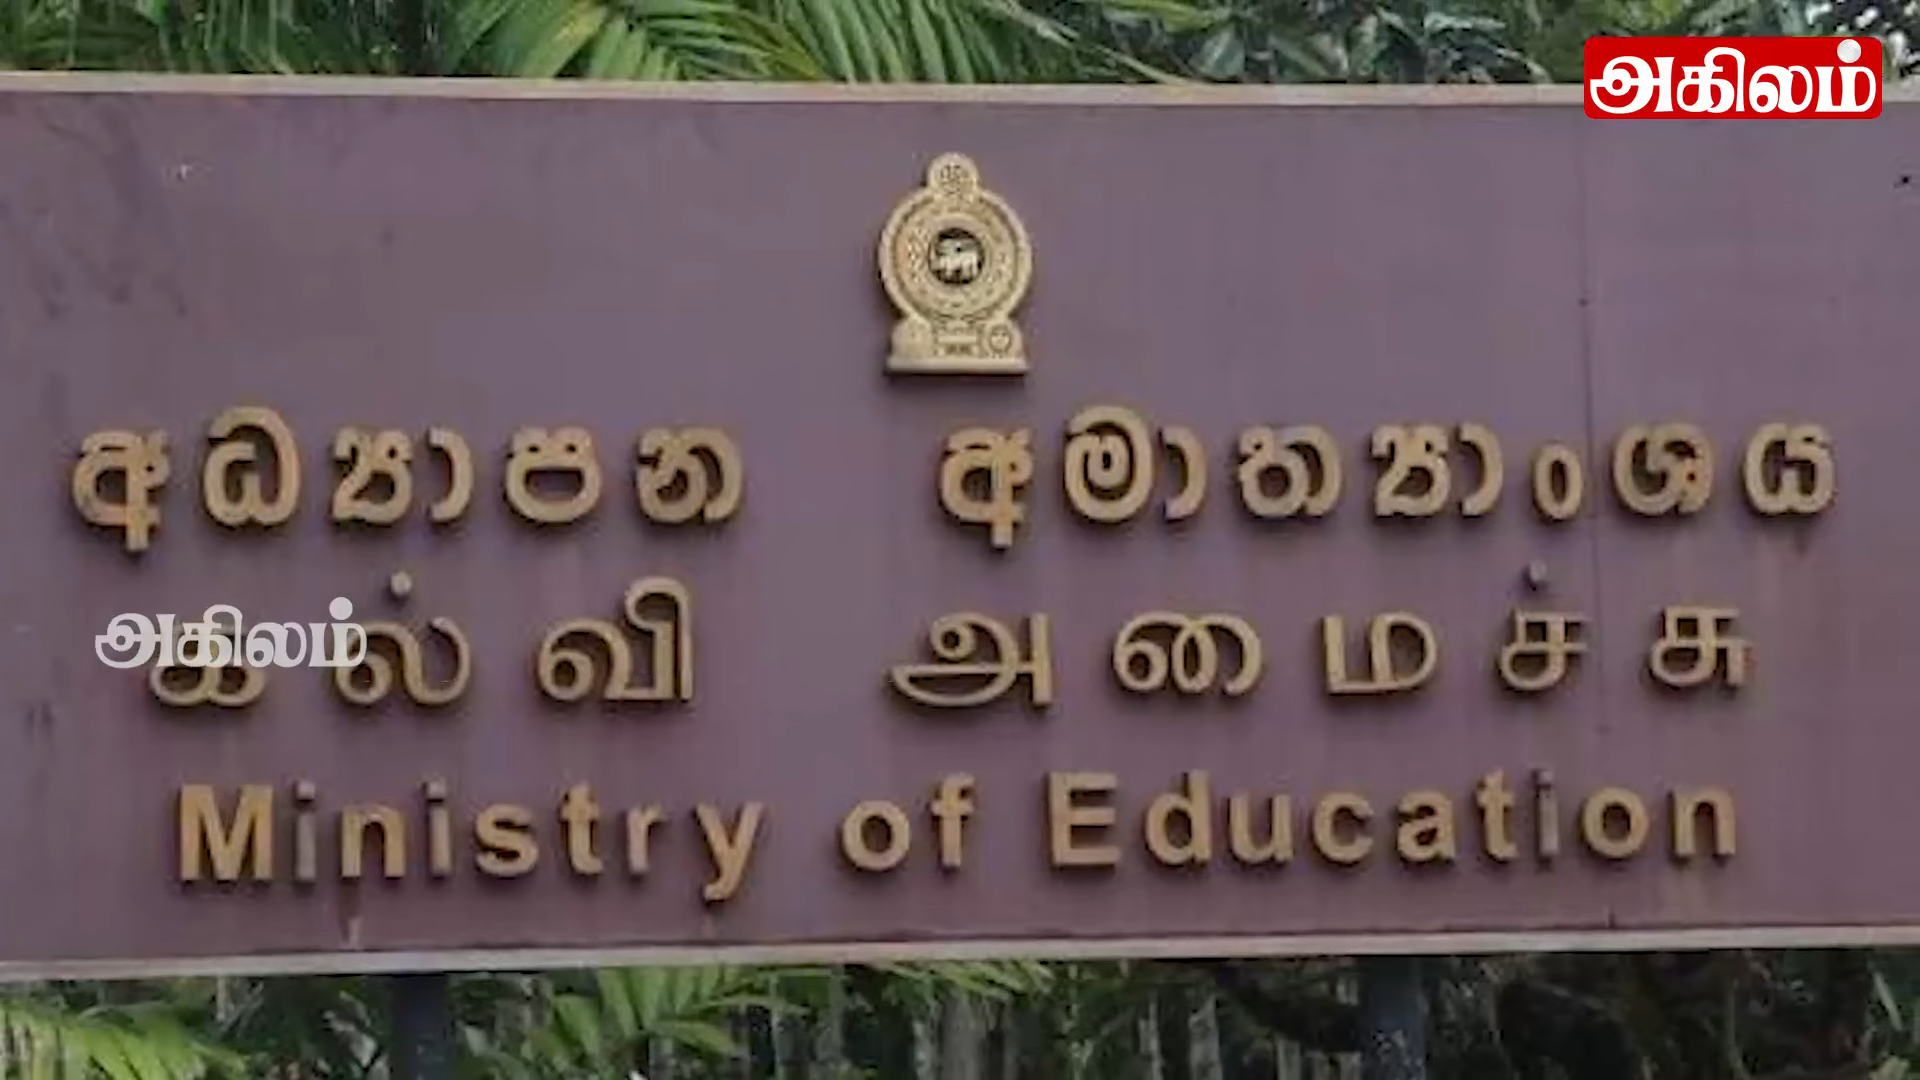 அகிலம்
අධ්‍යාපන අමාත්‍යාංශය
கல்வி அமைச்சு
அகிலம்
Ministry of Education